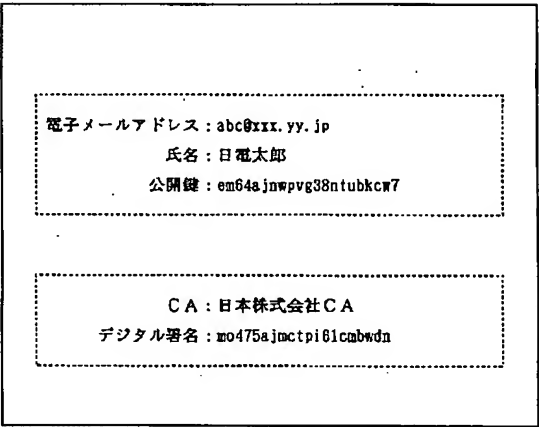 電子メールアドレス：abc@xxx.yy.jp
氏名：日電太郎
公開鍵：em64ajnwpvg38ntubkcw7
CA：日本株式会社CA
デジタル署名：mo475ajmctpi61cmbwdn